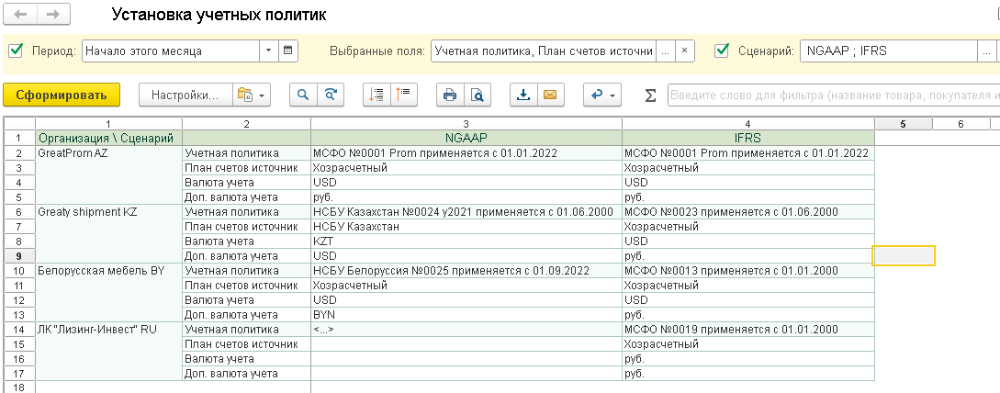 Установка учетных политик
Период: Начало этого месяца Выбранные поля: Учетная политика, План счетов источни ... × Сценарий: NGAAP ; IFRS ...
Сформировать Настройки... Σ Введите слово для фильтра (название товара, покупателя и
1 2 3 4 5 6
1 Организация \ Сценарий NGAAP IFRS
2 GreatProm AZ Учетная политика МСФО №0001 Prom применяется с 01.01.2022 МСФО №0001 Prom применяется с 01.01.2022
3 План счетов источник Хозрасчетный Хозрасчетный
4 Валюта учета USD USD
5 Доп. валюта учета руб. руб.
6 Greaty shipment KZ Учетная политика НСБУ Казахстан №0024 у2021 применяется с 01.06.2000 МСФО №0023 применяется с 01.06.2000
7 План счетов источник НСБУ Казахстан Хозрасчетный
8 Валюта учета KZT USD
9 Доп. валюта учета USD руб.
10 Белорусская мебель BY Учетная политика НСБУ Белоруссия №0025 применяется с 01.09.2022 МСФО №0013 применяется с 01.01.2000
11 План счетов источник Хозрасчетный Хозрасчетный
12 Валюта учета USD USD
13 Доп. валюта учета BYN руб.
14 ЛК "Лизинг-Инвест" RU Учетная политика <...> МСФО №0019 применяется с 01.01.2000
15 План счетов источник Хозрасчетный
16 Валюта учета руб.
17 Доп. валюта учета руб.
18